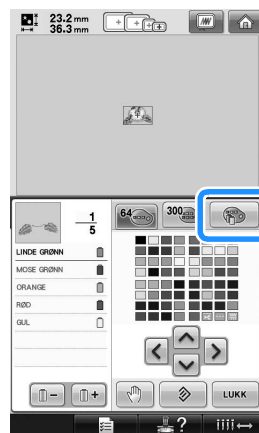 23.2 mm
36.3 mm
1
5
64
300
LINDE GRØNN
MOSE GRØNN
ORANGE
RØD
GUL
− +
LUKK
?